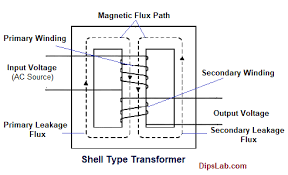 Magnetic Flux Path
Primary Winding
Input Voltage
(AC Source)
Secondary Winding
Output Voltage
Primary Leakage
Flux
Secondary Leakage
Flux
Shell Type Transformer
DipsLab.com